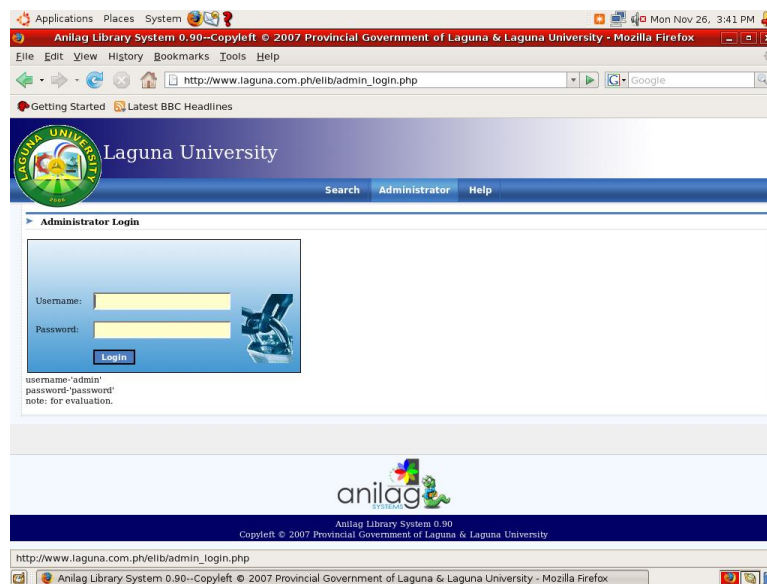 Applications Places System Mon Nov 26, 3:41 PM
Anilag Library System 0.90--Copyleft © 2007 Provincial Government of Laguna & Laguna University - Mozilla Firefox
File Edit View History Bookmarks Tools Help
http://www.laguna.com.ph/elib/admin_login.php G Google
Getting Started Latest BBC Headlines
LAGUNA UNIVERSITY
2006
Laguna University
Search Administrator Help
Administrator Login
Username:
Password:
Login
username-'admin'
password-'password'
note: for evaluation.
anilag
SYSTEMS
Anilag Library System 0.90
Copyleft © 2007 Provincial Government of Laguna & Laguna University
http://www.laguna.com.ph/elib/admin_login.php
Anilag Library System 0.90--Copyleft © 2007 Provincial Government of Laguna & Laguna University - Mozilla Firefox